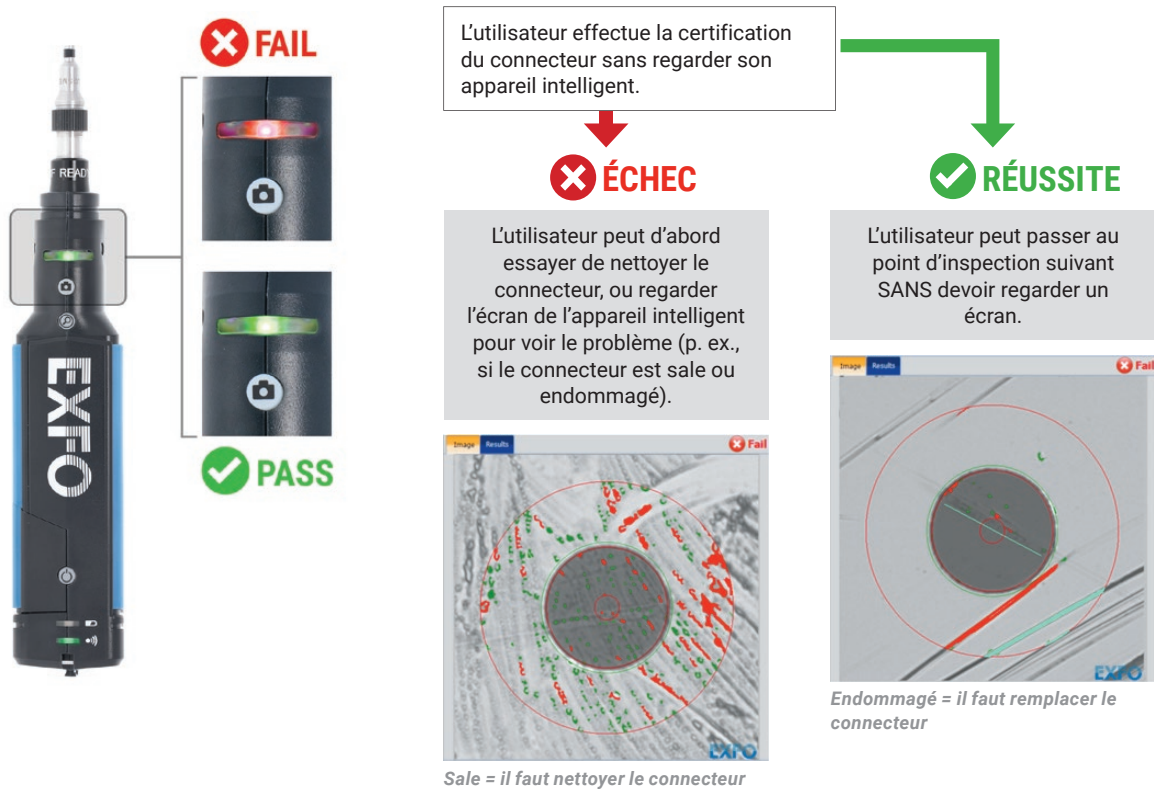 FAIL
F READY
EXFO
PASS
L'utilisateur effectue la certification
du connecteur sans regarder son
appareil intelligent.
ÉCHEC
L'utilisateur peut d'abord
essayer de nettoyer le
connecteur, ou regarder
l'écran de l'appareil intelligent
pour voir le problème (p. ex.,
si le connecteur est sale ou
endommagé).
Image Results Fail
EXFO
Sale = il faut nettoyer le connecteur
RÉUSSITE
L'utilisateur peut passer au
point d'inspection suivant
SANS devoir regarder un
écran.
Image Results Fail
EXFO
Endommagé = il faut remplacer le
connecteur